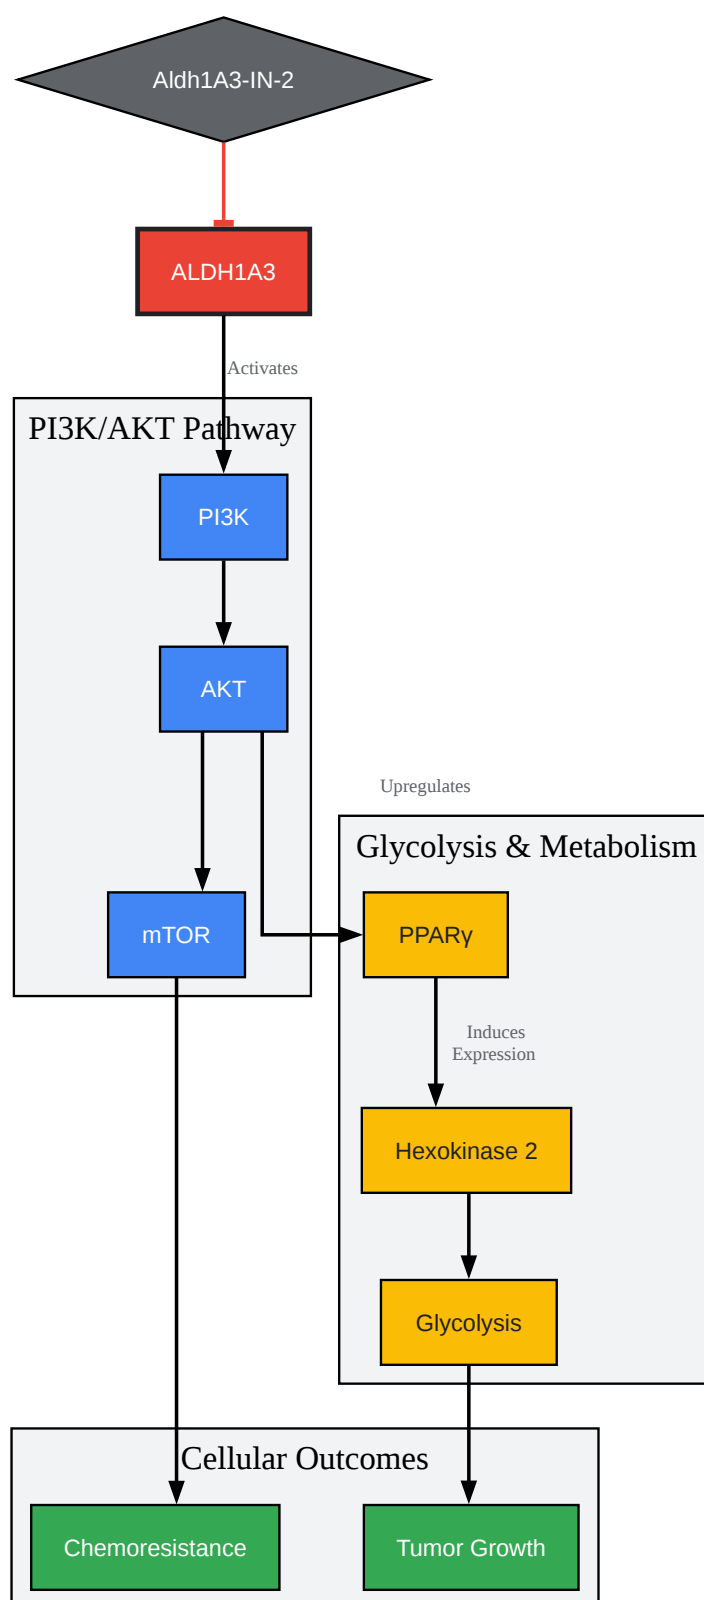 Aldh1A3-IN-2
ALDH1A3
Activates
PI3K/AKT Pathway
PI3K
AKT
Upregulates
Glycolysis & Metabolism
mTOR
PPARγ
Induces
Expression
Hexokinase 2
Glycolysis
Cellular Outcomes
Chemoresistance
Tumor Growth